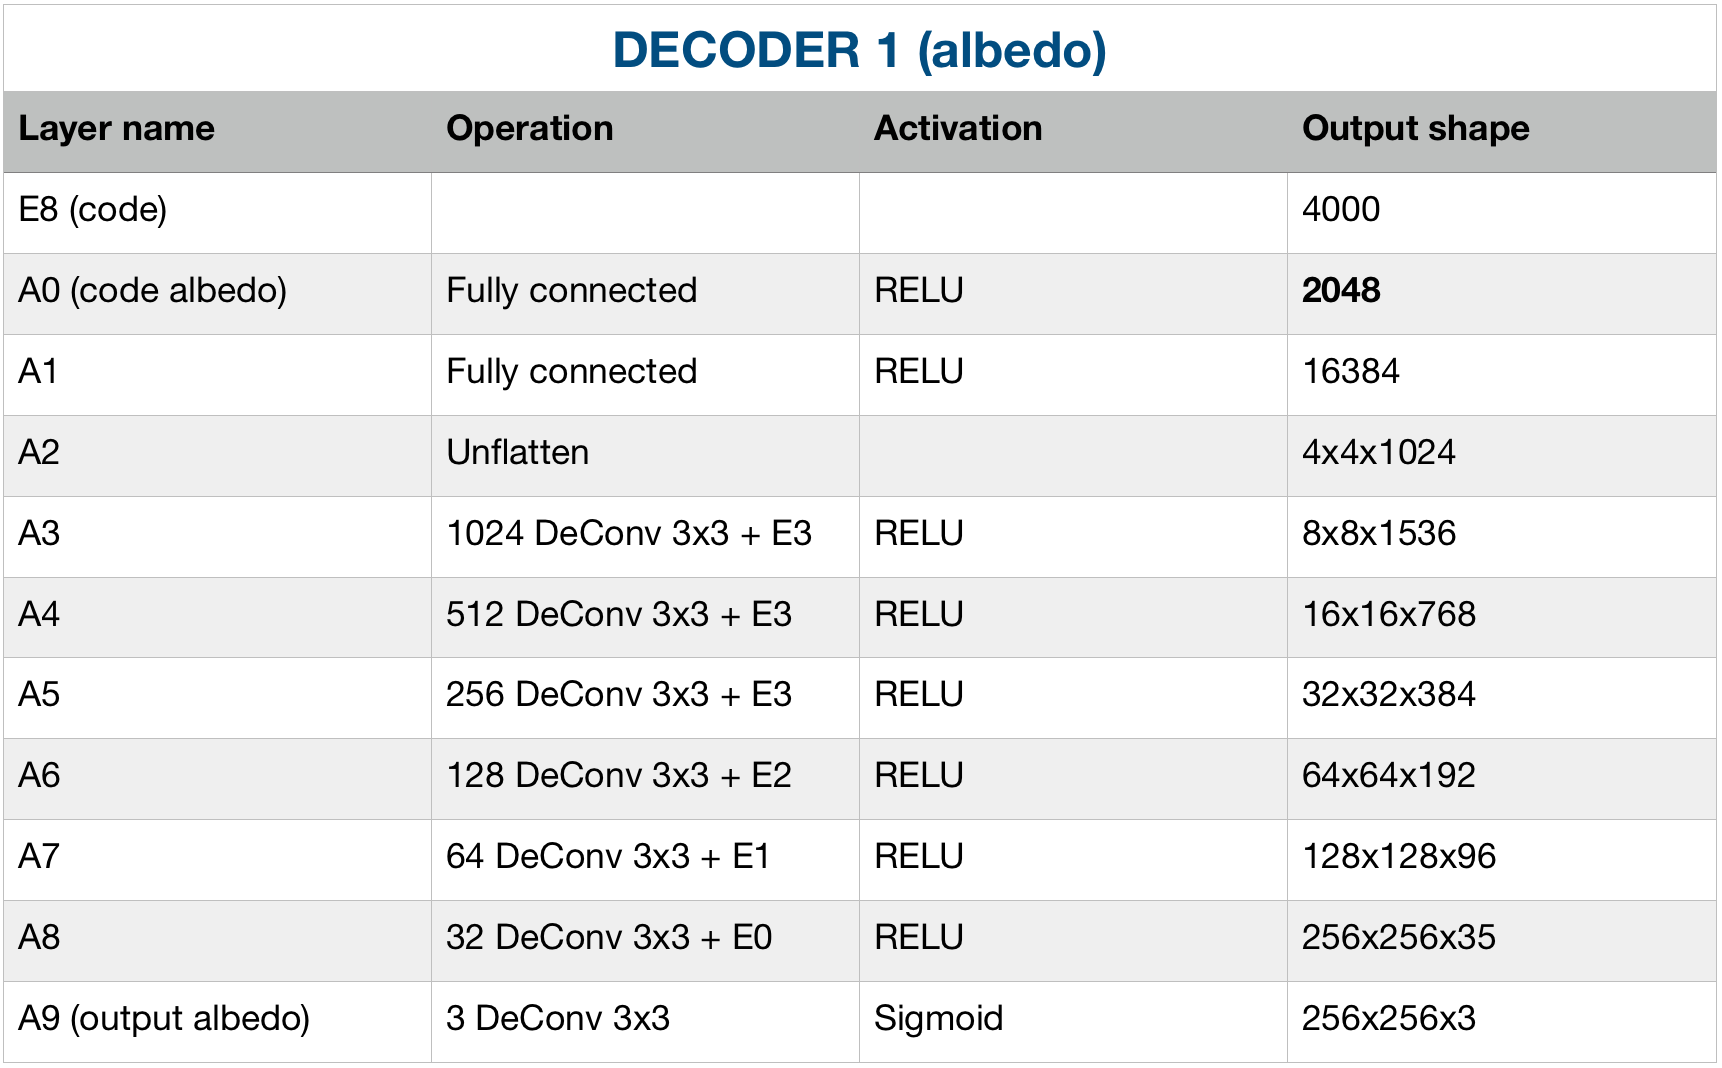 DECODER 1 (albedo)
Layer name Operation Activation Output shape
E8 (code) 4000
A0 (code albedo) Fully connected RELU 2048
A1 Fully connected RELU 16384
A2 Unflatten 4x4x1024
A3 1024 DeConv 3x3 + E3 RELU 8x8x1536
A4 512 DeConv 3x3 + E3 RELU 16x16x768
A5 256 DeConv 3x3 + E3 RELU 32x32x384
A6 128 DeConv 3x3 + E2 RELU 64x64x192
A7 64 DeConv 3x3 + E1 RELU 128x128x96
A8 32 DeConv 3x3 + E0 RELU 256x256x35
A9 (output albedo) 3 DeConv 3x3 Sigmoid 256x256x3